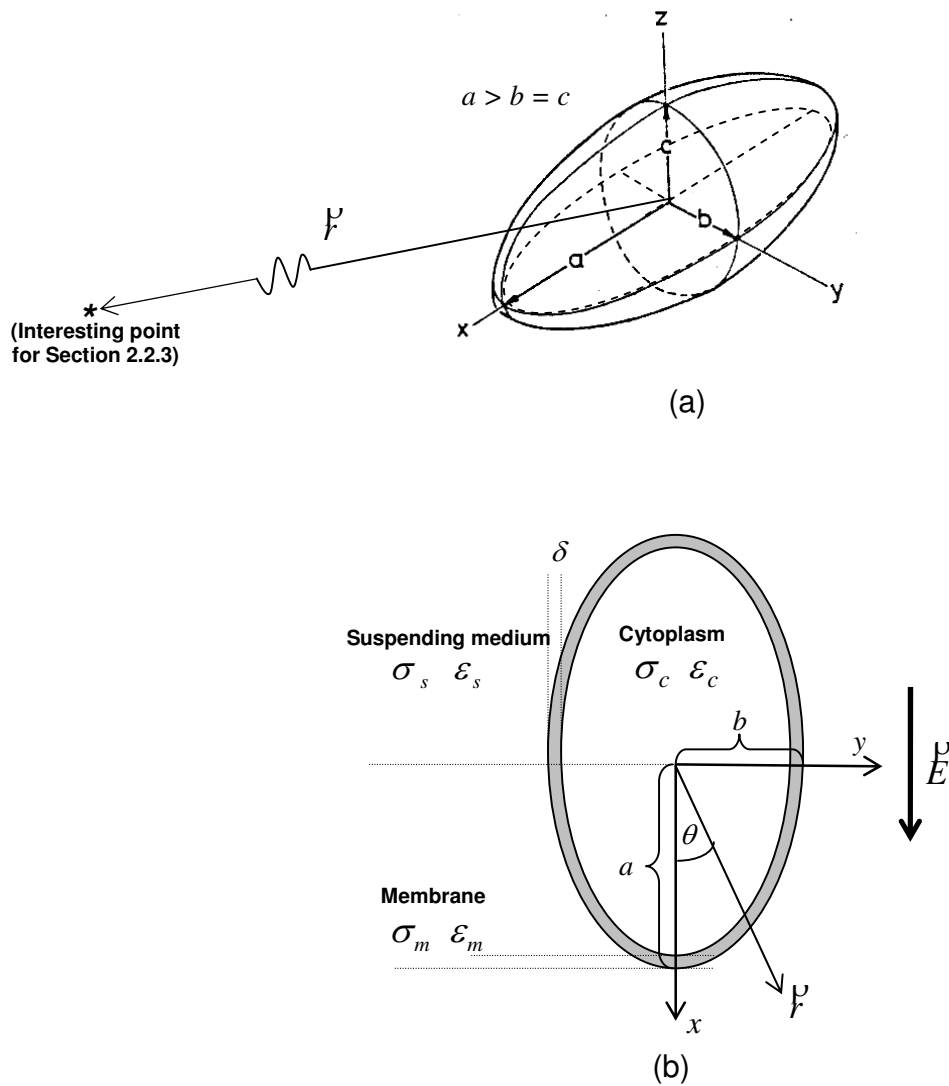 z
a > b = c
c
ρ
r
b
a
*
(Interesting point
for Section 2.2.3)
x
y
(a)
δ
Suspending medium
σs εs
Cytoplasm
σc εc
b
y
ρ
E
θ
a
Membrane
σm εm
ρ
r
x
(b)